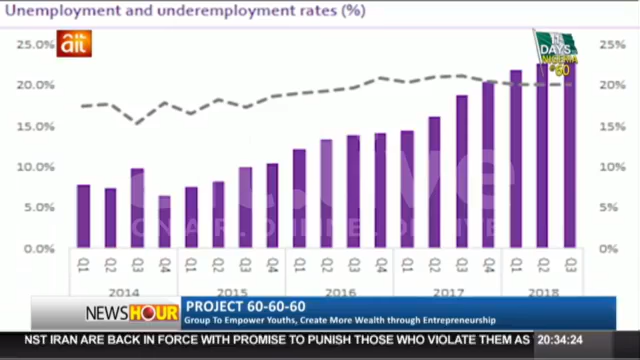 Unemployment and underemployment rates (%)
25.0% 25%
ait
DAYS
NIGERIA
@60
20.0% 20%
15.0% 15%
10.0% 10%
5.0% 5%
0.0% 0%
Q1 Q2 Q3 Q4 Q1 Q2 Q3 Q4 Q1 Q2 Q3 Q4 Q1 Q2 Q3 Q4 Q1 Q2 Q3
2014 2015 2016 2017 2018
NEWSHOUR
PROJECT 60-60-60
Group To Empower Youths, Create More Wealth through Entrepreneurship
NST IRAN ARE BACK IN FORCE WITH PROMISE TO PUNISH THOSE WHO VIOLATE THEM AS 20:34:24